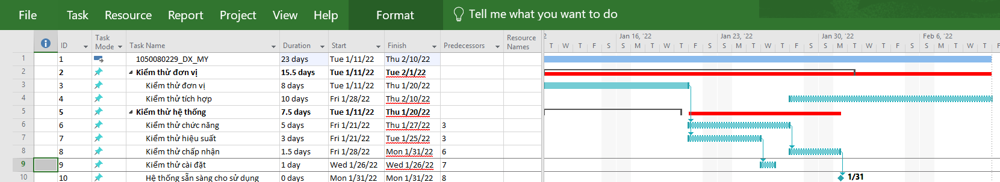 File Task Resource Report Project View Help Format Tell me what you want to do
ID Task Mode Task Name Duration Start Finish Predecessors Resource Names
2 Jan 16, '22 Jan 23, '22 Jan 30, '22 Feb 6, '22
T W F S M T T S W F S M T T S W F S M T T
1 1 1050080229_DX_MY 23 days Tue 1/11/22 Thu 2/10/22
2 2 Kiểm thử đơn vị 15.5 days Tue 1/11/22 Tue 2/1/22
3 3 Kiểm thử đơn vị 8 days Tue 1/11/22 Thu 1/20/22
4 4 Kiểm thử tích hợp 10 days Fri 1/28/22 Thu 2/10/22
5 5 Kiểm thử hệ thống 7.5 days Tue 1/11/22 Thu 1/20/22
6 6 Kiểm thử chức năng 5 days Fri 1/21/22 Thu 1/27/22 3
7 7 Kiểm thử hiệu suất 3 days Fri 1/21/22 Tue 1/25/22 3
8 8 Kiểm thử chấp nhận 1.5 days Fri 1/28/22 Mon 1/31/22 6
9 9 Kiểm thử cài đặt 1 day Wed 1/26/22 Wed 1/26/22 7
10 10 Hệ thống sẵn sàng cho sử dụng 0 days Mon 1/31/22 Mon 1/31/22 8 1/31